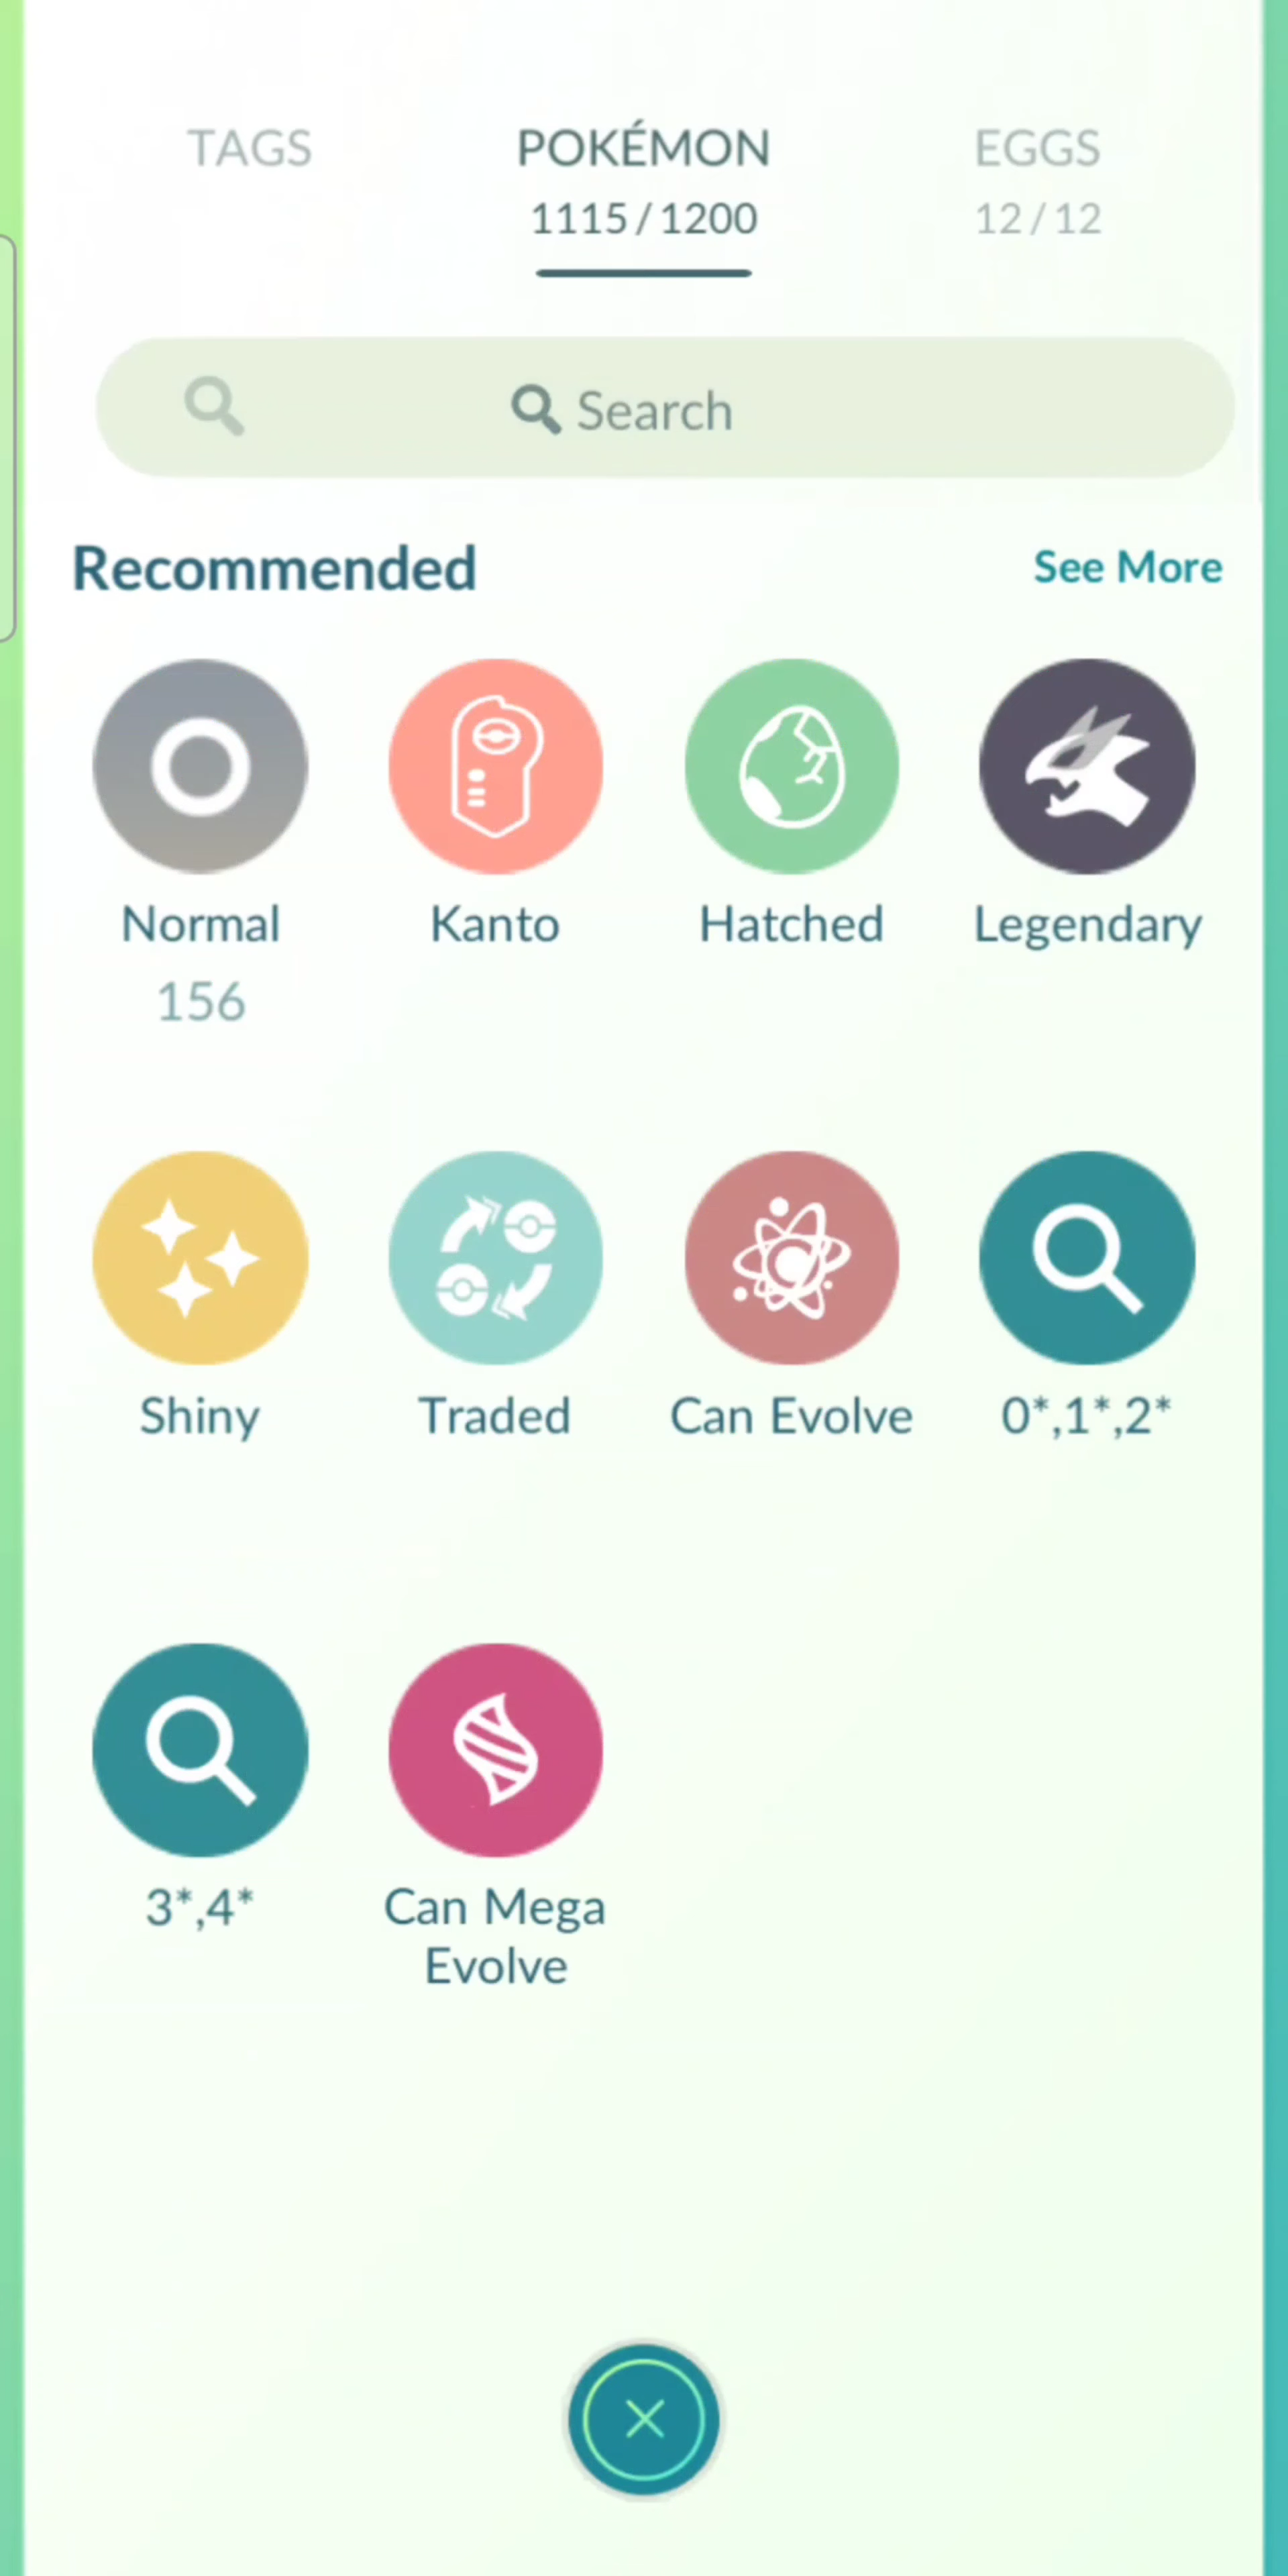 TAGS
POKÉMON
EGGS
1115 / 1200
12 / 12
Search
Recommended
See More
Normal
Kanto
Hatched
Legendary
156
Shiny
Traded
Can Evolve
0*,1*,2*
3*,4*
Can Mega
Evolve